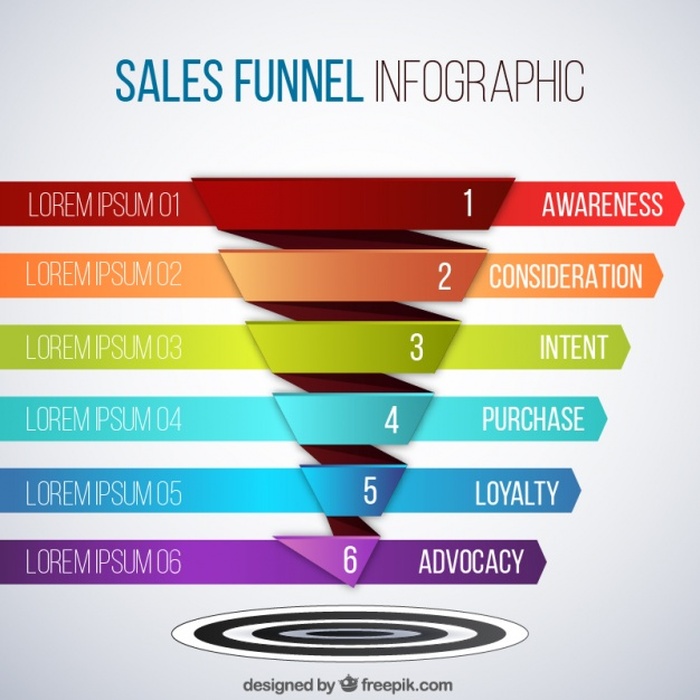 SALES FUNNEL INFOGRAPHIC
LOREM IPSUM 01 1 AWARENESS
LOREM IPSUM 02 2 CONSIDERATION
LOREM IPSUM 03 3 INTENT
LOREM IPSUM 04 4 PURCHASE
LOREM IPSUM 05 5 LOYALTY
LOREM IPSUM 06 6 ADVOCACY
designed by freepik.com